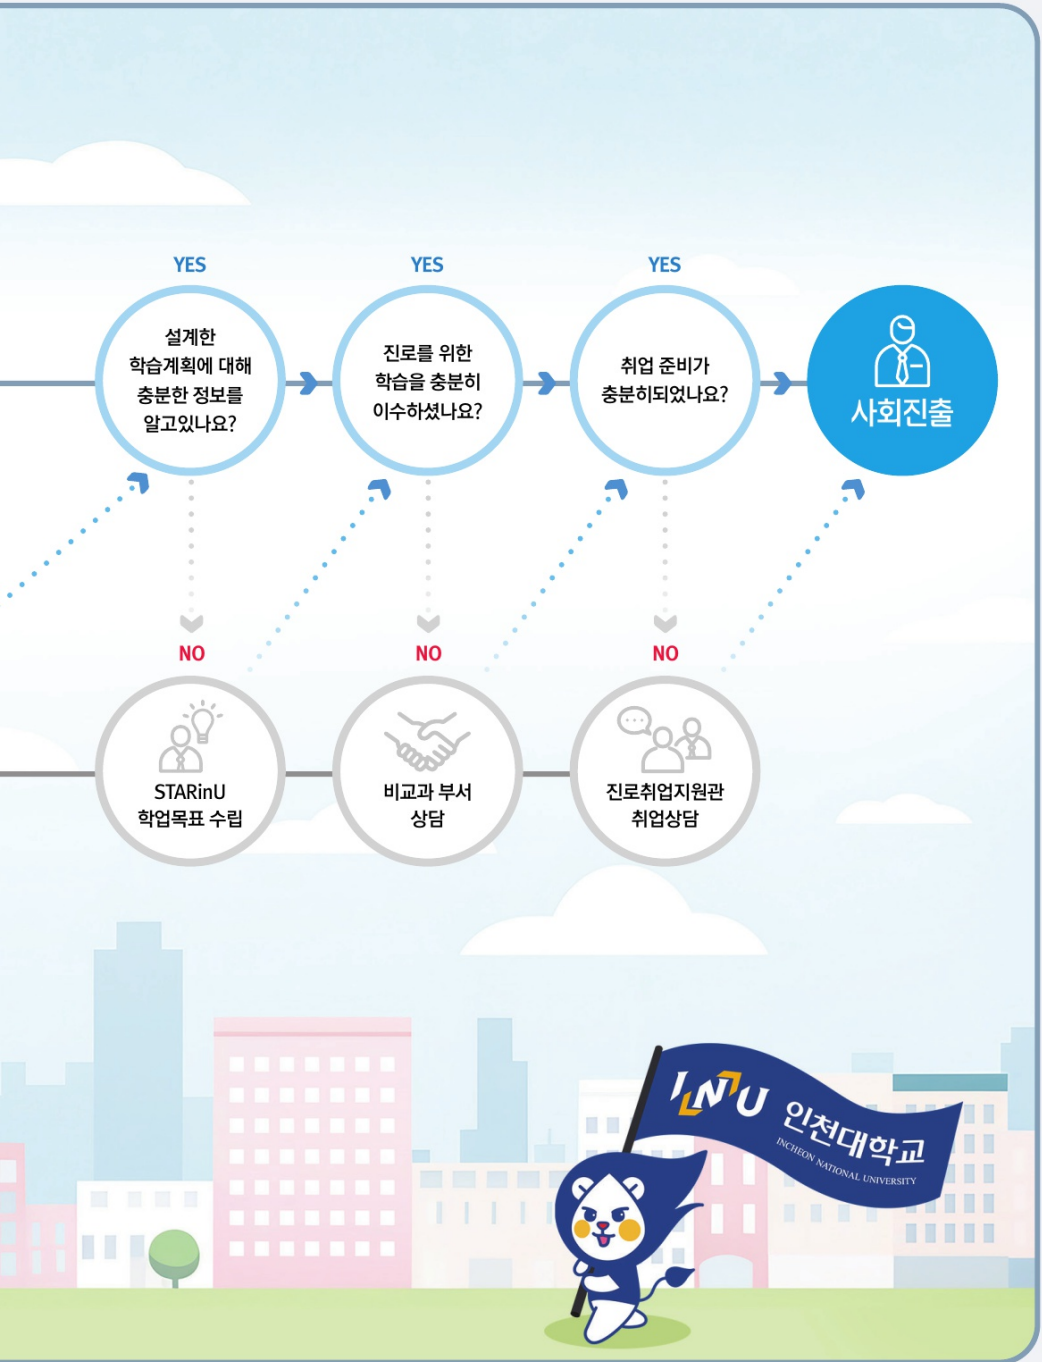 YES
설계한
학습계획에 대해
충분한 정보를
알고있나요?
YES
진로를 위한
학습을 충분히
이수하셨나요?
YES
취업 준비가
충분히되었나요?
사회진출
NO
STARinU
학업목표 수립
NO
비교과 부서
상담
NO
진로취업지원관
취업상담
INU 인천대학교
INCHEON NATIONAL UNIVERSITY